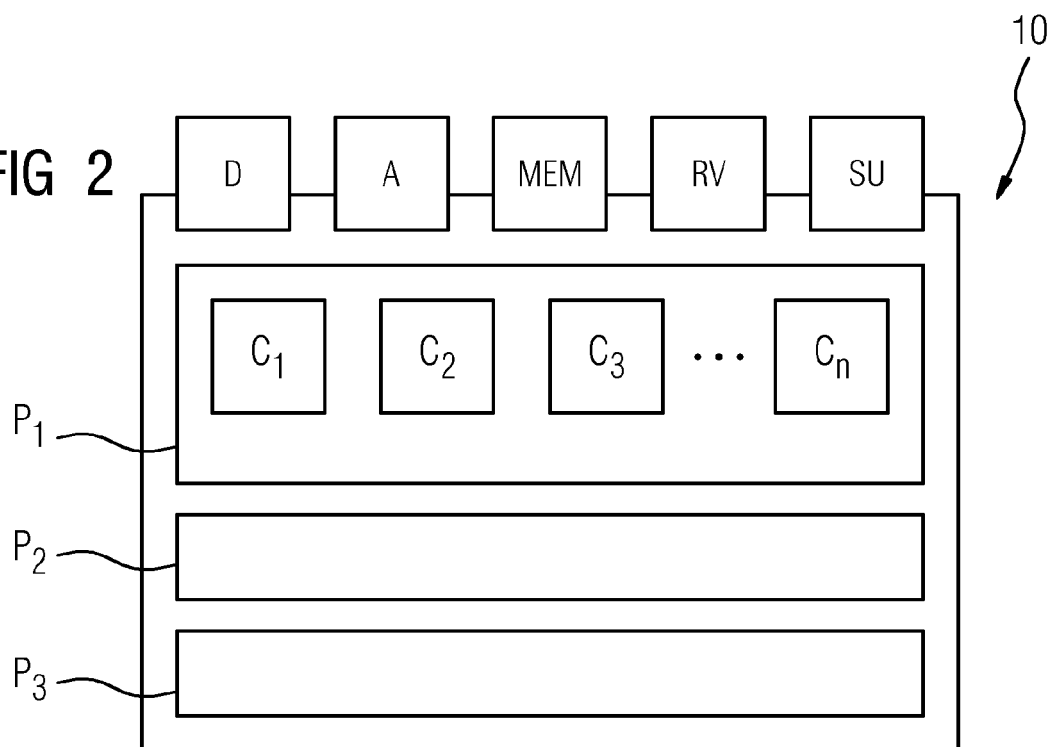 10
FIG 2
D A MEM RV SU
C₁ C₂ C₃ ... Cₙ
P₁
P₂
P₃